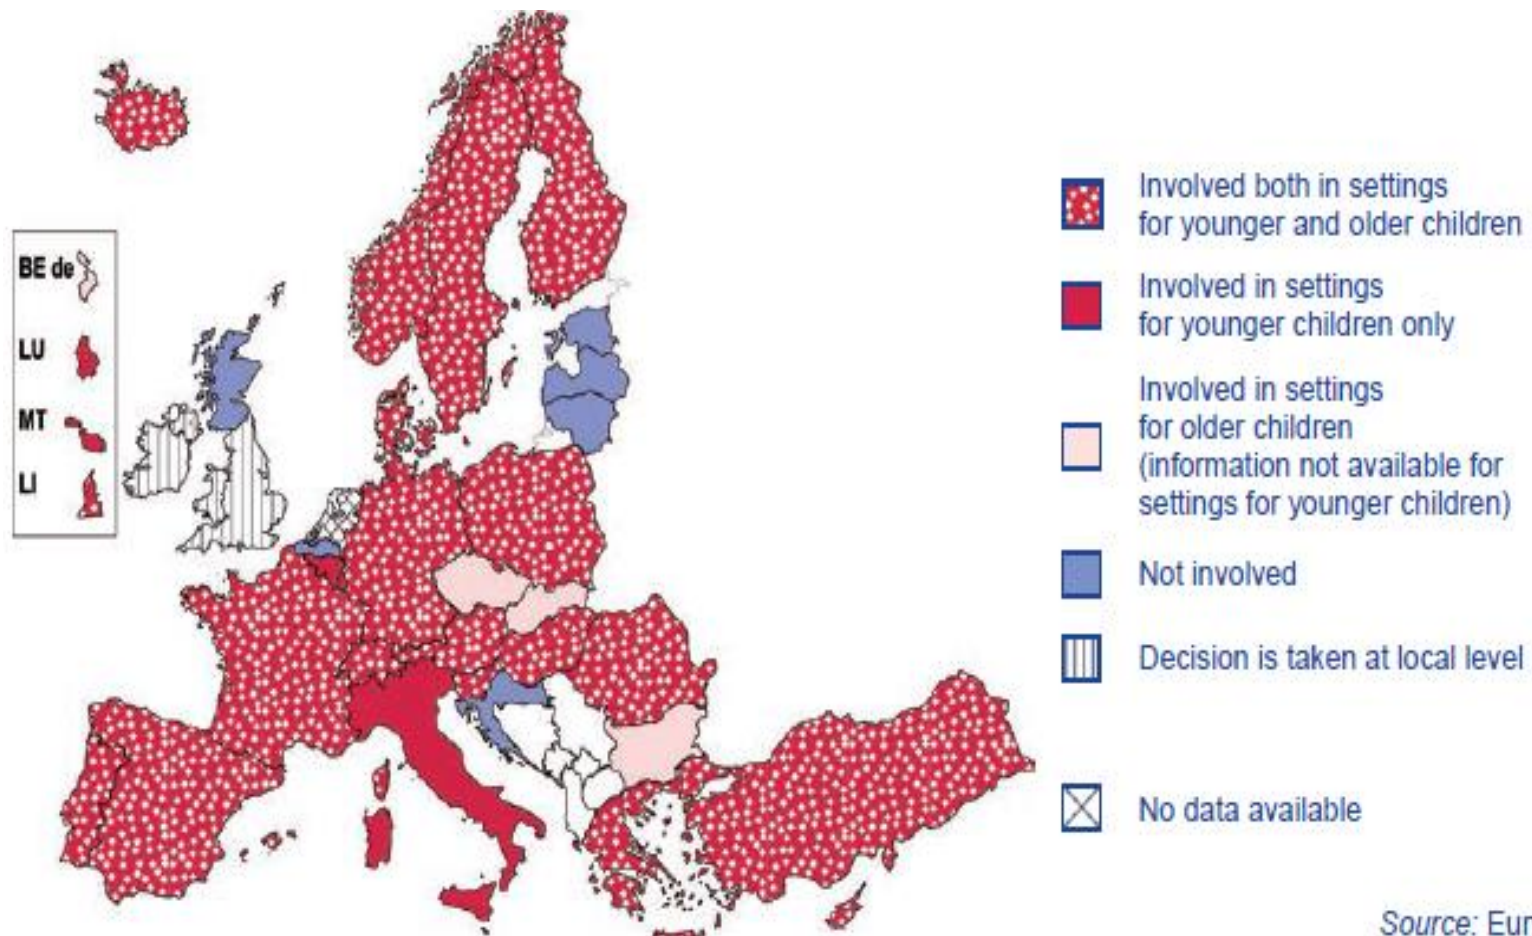 BE de
LU
MT
LI
Involved both in settings
for younger and older children
Involved in settings
for younger children only
Involved in settings
for older children
(information not available for
settings for younger children)
Not involved
Decision is taken at local level
No data available
Source: Eur